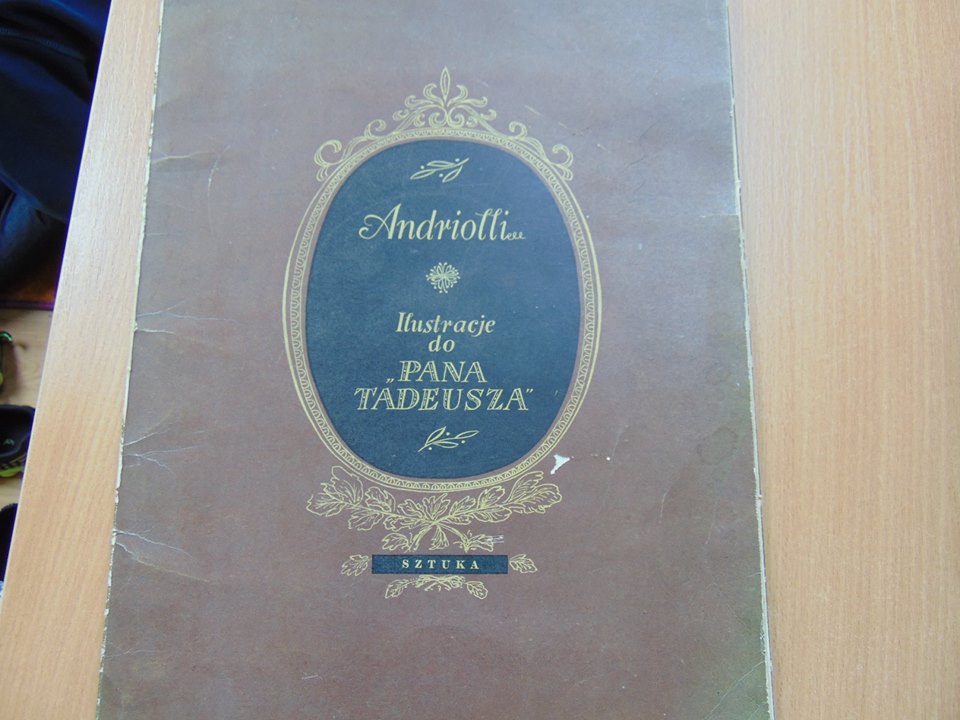 Andriolli
Ilustracje
do
„PANA
TADEUSZA”
SZTUKA